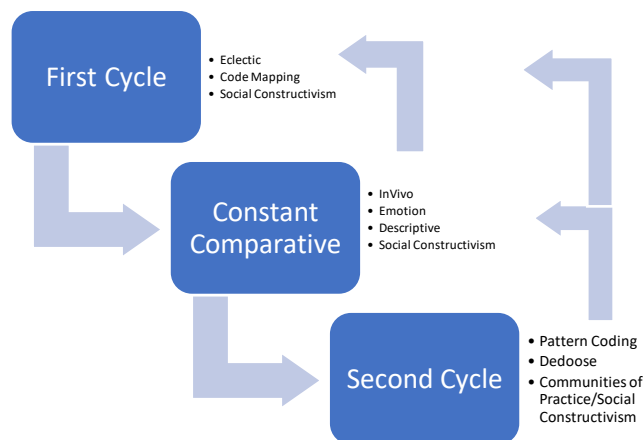 First Cycle
• Eclectic
• Code Mapping
• Social Constructivism
Constant
Comparative
• InVivo
• Emotion
• Descriptive
• Social Constructivism
Second Cycle
• Pattern Coding
• Dedoose
• Communities of
Practice/Social
Constructivism